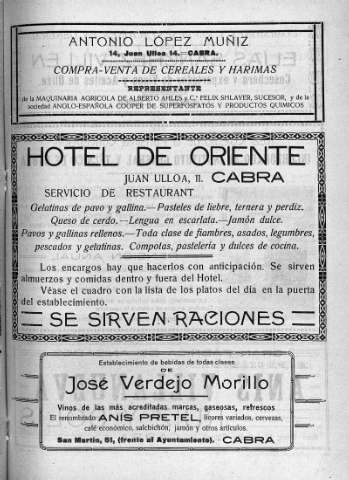 ANTONIO LÓPEZ MUÑIZ
14, Juan Ulloa 14.- CABRA.
COMPRA-VENTA DE CEREALES Y HARINAS
REPRESENTANTE
de la MAQUINARIA AGRICOLA DE ALBERTO AHLES y C.ª FELIX SHLAVER, SUCESOR, y de la
sociedad ANGLO-ESPAÑOLA COOPER DE SUPERFOSFATOS Y PRODUCTOS QUIMICOS
HOTEL DE ORIENTE
JUAN ULLOA, 11. CABRA
SERVICIO DE RESTAURANT
Gelatinas de pavo y gallina.—Pasteles de liebre, ternera y perdiz.
Queso de cerdo.—Lengua en escarlata.—Jamón dulce.
Pavos y gallinas rellenos.—Toda clase de fiambres, asados, legumbres,
pescados y gelatinas. Compotas, pastelería y dulces de cocina.
Los encargos hay que hacerlos con anticipación. Se sirven
almuerzos y comidas dentro y fuera del Hotel.
Véase el cuadro con la lista de los platos del día en la puerta
del establecimiento.
SE SIRVEN RACIONES
Establecimiento de bebidas de todas clases
DE
José Verdejo Morillo
Vinos de las más acreditadas marcas, gaseosas, refrescos
El renombrado ANÍS PRETEL, licores variados, cervezas,
café económico, salchichón, jamón y otros artículos.
San Martín, 51, (frente al Ayuntamiento). CABRA